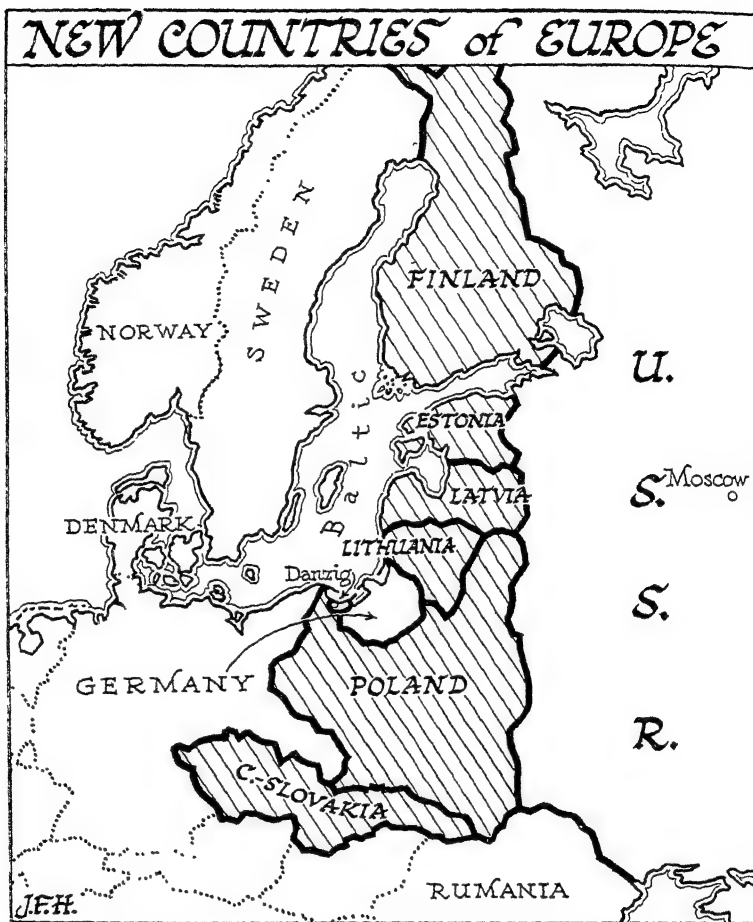 NEW COUNTRIES of EUROPE
SWEDEN
FINLAND
NORWAY
U.
Baltic
ESTONIA
S.
Moscow
LATVIA
DENMARK
LITHUANIA
Danzig
S.
GERMANY
POLAND
R.
C.-SLOVAKIA
RUMANIA
J.F.H.